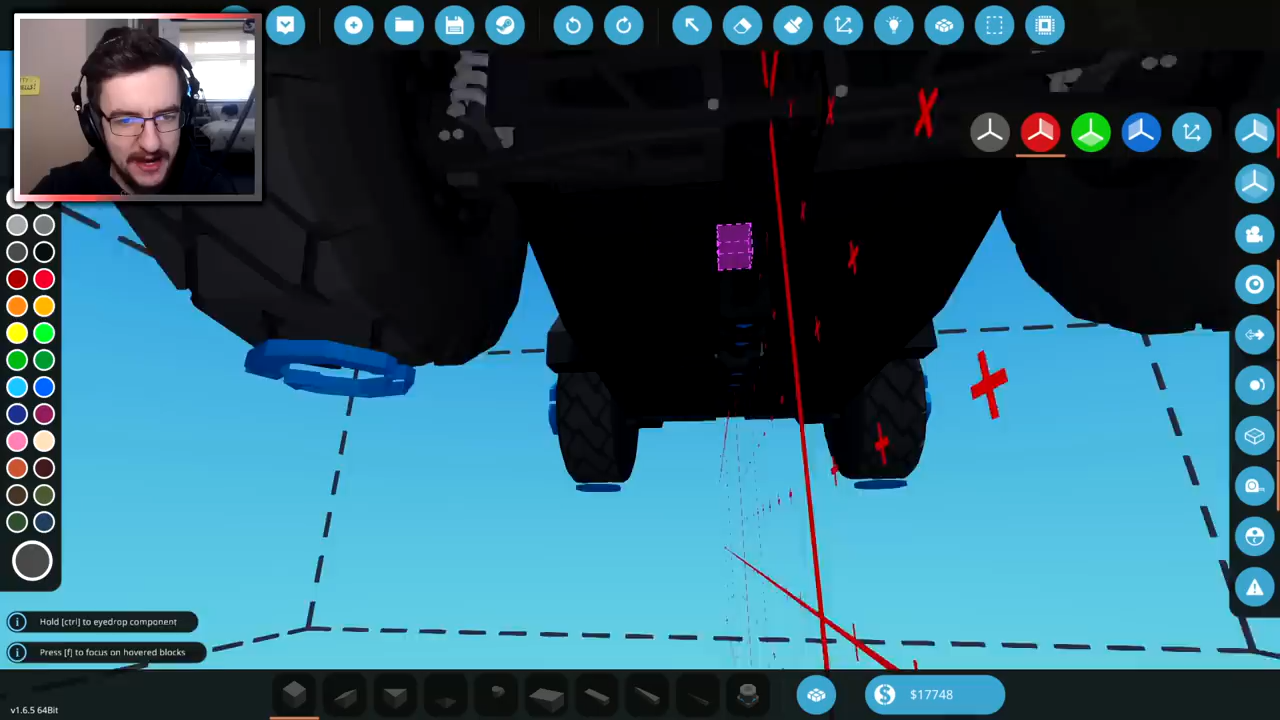 Hold [ctrl] to eyedrop component
Press [f] to focus on hovered blocks
$17748
v1.6.5 64Bit